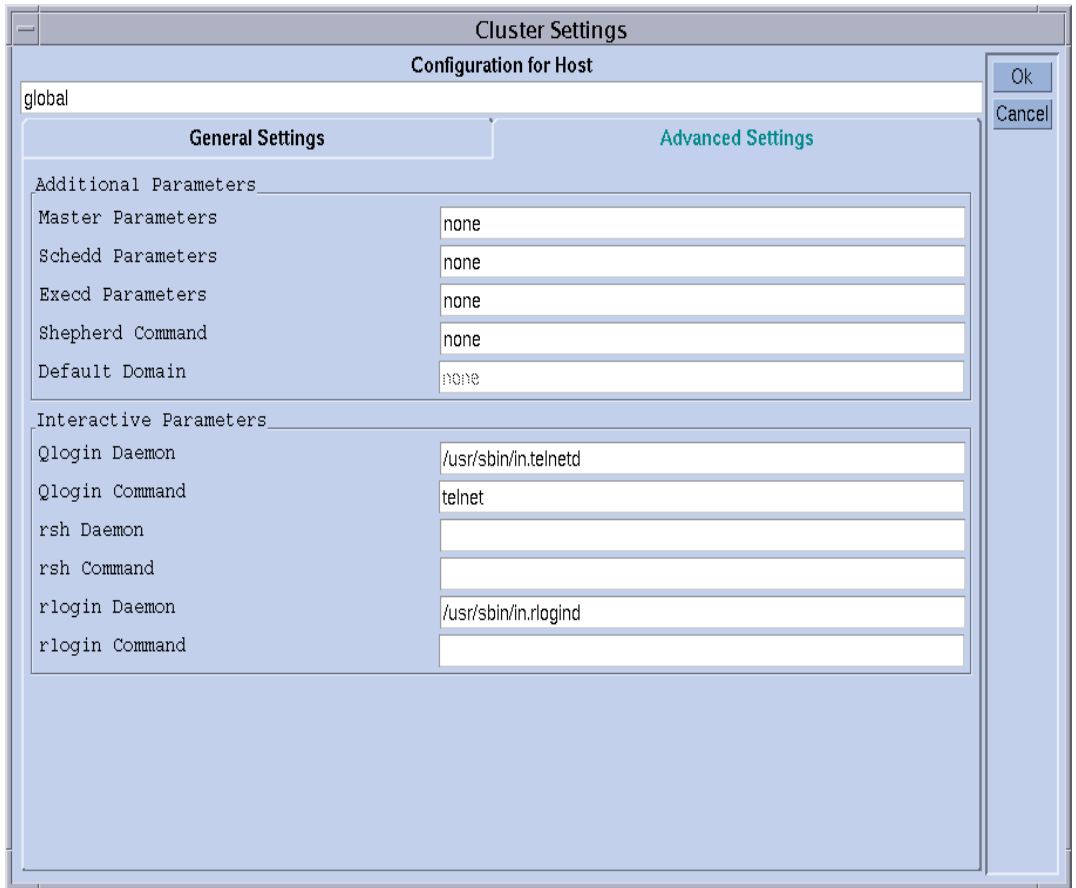 Cluster Settings
Configuration for Host
Ok
global
Cancel
General Settings Advanced Settings
Additional Parameters
Master Parameters none
Schedd Parameters none
Execd Parameters none
Shepherd Command none
Default Domain none
Interactive Parameters
Qlogin Daemon /usr/sbin/in.telnetd
Qlogin Command telnet
rsh Daemon
rsh Command
rlogin Daemon /usr/sbin/in.rlogind
rlogin Command